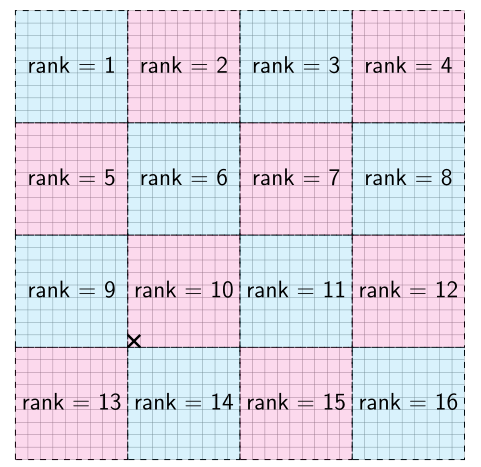 rank = 1 rank = 2 rank = 3 rank = 4
rank = 5 rank = 6 rank = 7 rank = 8
rank = 9 rank = 10 rank = 11 rank = 12
rank = 13 rank = 14 rank = 15 rank = 16